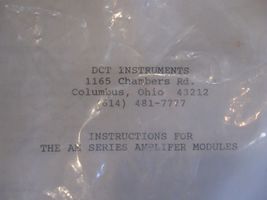 DCT INSTRUMENTS
1165 Chambers Rd.
Columbus, Ohio 43212
(614) 481-7777
INSTRUCTIONS FOR
THE AM SERIES AMPLIFER MODULES